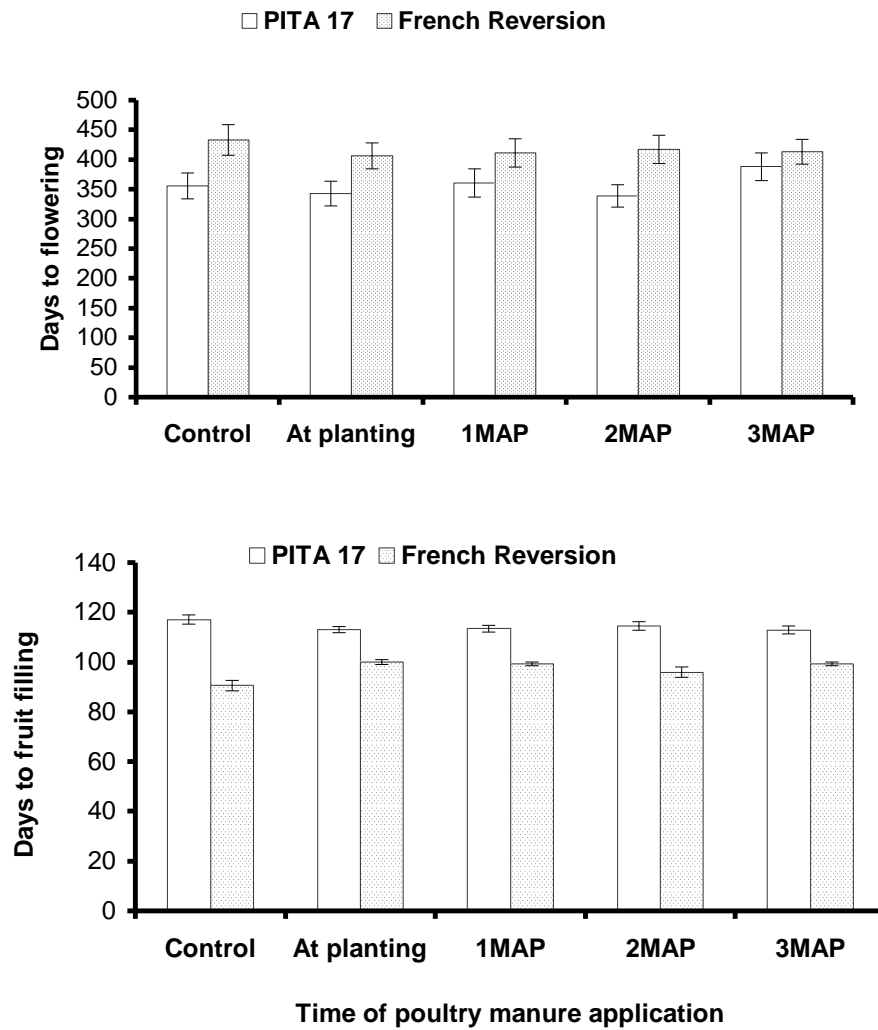 PITA 17 French Reversion
Days to flowering
500
450
400
350
300
250
200
150
100
50
0
Control At planting 1MAP 2MAP 3MAP
PITA 17 French Reversion
Days to fruit filling
140
120
100
80
60
40
20
0
Control At planting 1MAP 2MAP 3MAP
Time of poultry manure application